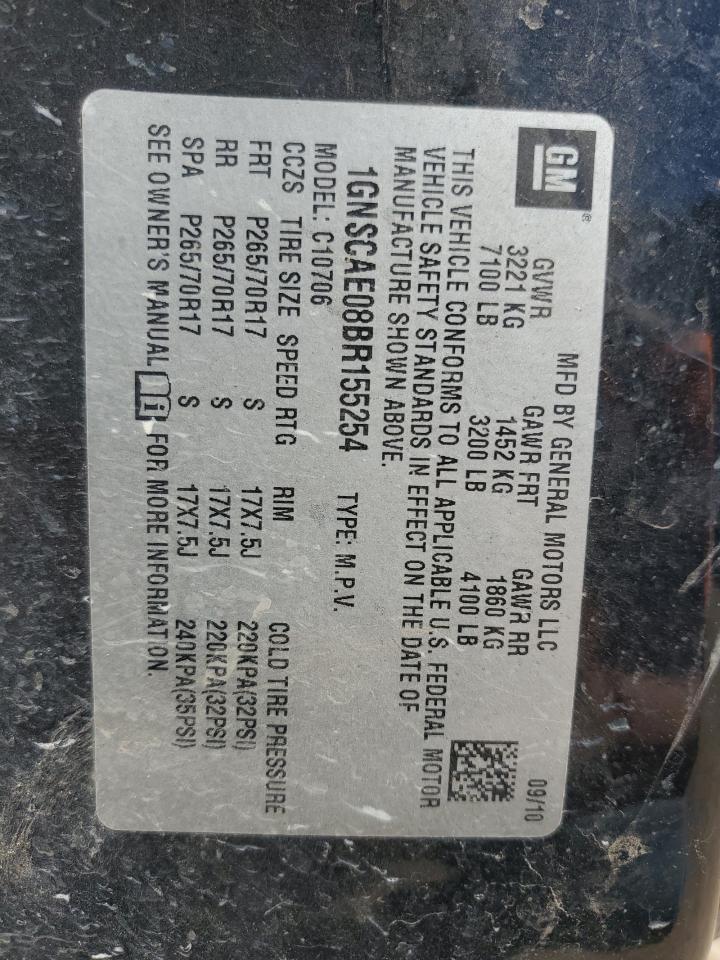 GM®
MFD BY GENERAL MOTORS LLC 09/10
GVWR GAWR FRT GAWR RR
3221 KG 1452 KG 1860 KG
7100 LB 3200 LB 4100 LB
THIS VEHICLE CONFORMS TO ALL APPLICABLE U.S. FEDERAL MOTOR
VEHICLE SAFETY STANDARDS IN EFFECT ON THE DATE OF
MANUFACTURE SHOWN ABOVE.
1GNSCAE08BR155254 TYPE: M.P.V.
MODEL: C10706
CCZS TIRE SIZE SPEED RTG RIM COLD TIRE PRESSURE
FRT P265/70R17 S 17X7.5J 220KPA(32PSI)
RR P265/70R17 S 17X7.5J 220KPA(32PSI)
SPA P265/70R17 S 17X7.5J 240KPA(35PSI)
SEE OWNER'S MANUAL i FOR MORE INFORMATION.